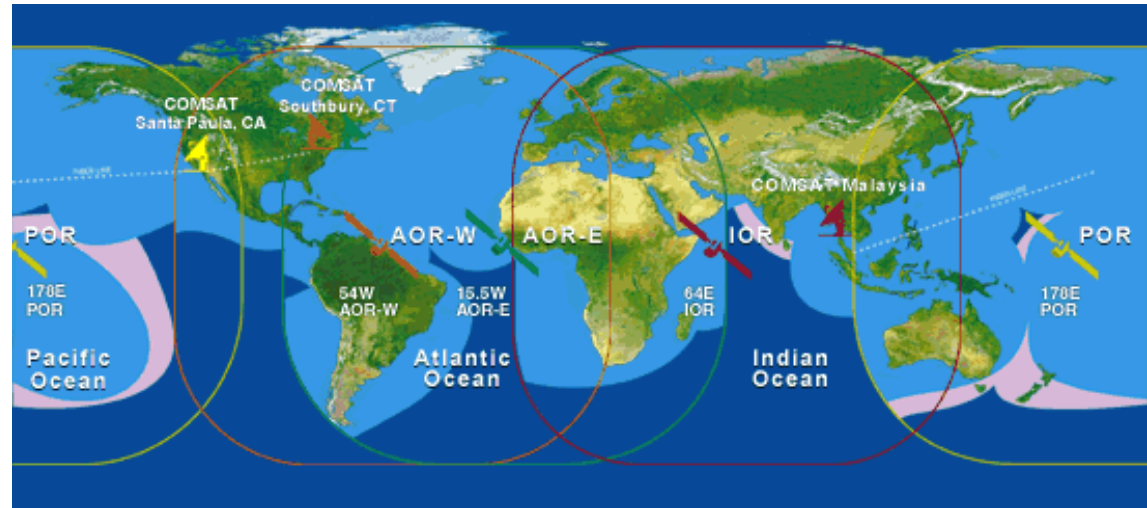 COMSAT
Southbury, CT
COMSAT
Santa Paula, CA
COMSAT Malaysia
POR
AOR-W
AOR-E
IOR
POR
178E
POR
54W
AOR-W
15.5W
AOR-E
64E
IOR
178E
POR
Pacific
Ocean
Atlantic
Ocean
Indian
Ocean